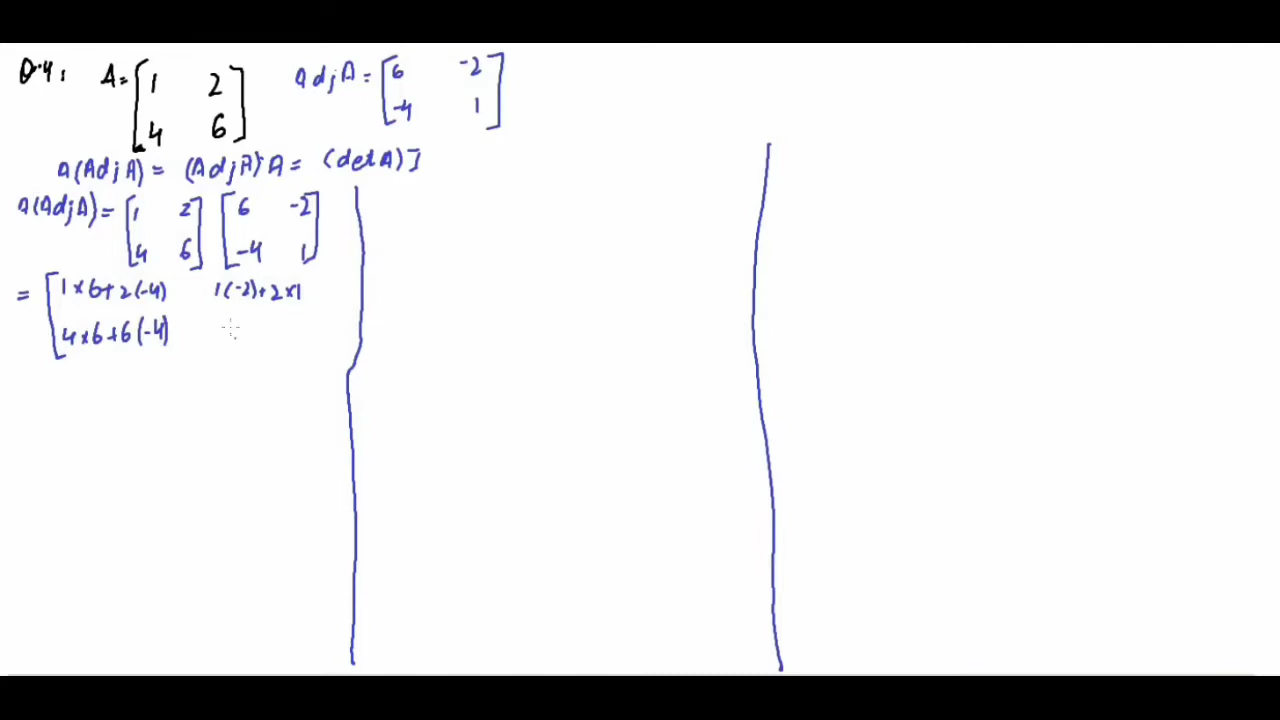 Q.4: A = [1 2 Adj A = [6 -2]
4 6] -4 1]
A(Adj A) = (Adj A) A = (det A) I
A(Adj A) = [1 2] [6 -2]
4 6] [-4 1]
= [1×6+2(-4) 1(-2)+2×1
4×6+6(-4)